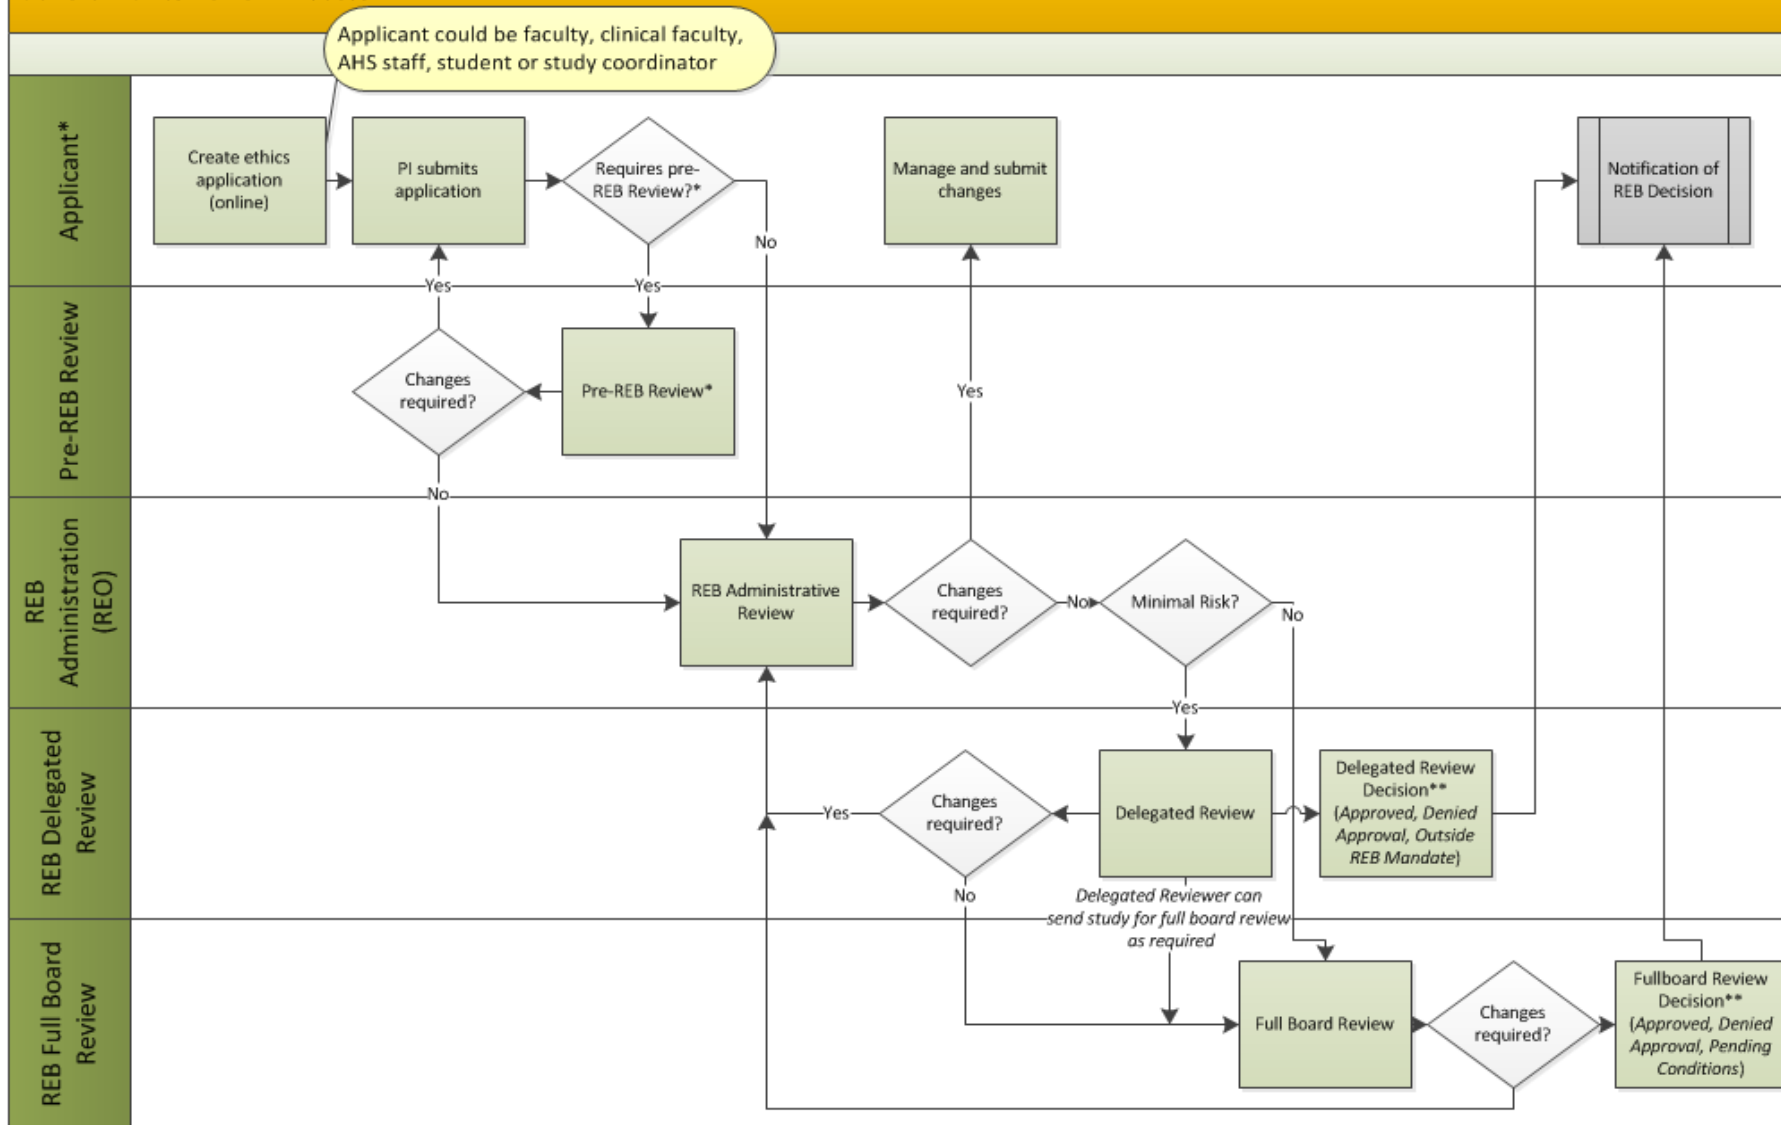 Applicant could be faculty, clinical faculty,
AHS staff, student or study coordinator
Applicant*
Create ethics
application
(online)
PI submits
application
Requires pre-
REB Review?*
No
Manage and submit
changes
Notification of
REB Decision
Yes
Yes
Pre-REB Review
Changes
required?
Pre-REB Review*
Yes
No
REB
Administration
(REO)
REB Administrative
Review
Changes
required?
No
Minimal Risk?
No
Yes
REB Delegated
Review
Yes
Changes
required?
Delegated Review
Delegated Review
Decision**
(Approved, Denied
Approval, Outside
REB Mandate)
No
Delegated Reviewer can
send study for full board review
as required
REB Full Board
Review
Full Board Review
Changes
required?
Fullboard Review
Decision**
(Approved, Denied
Approval, Pending
Conditions)